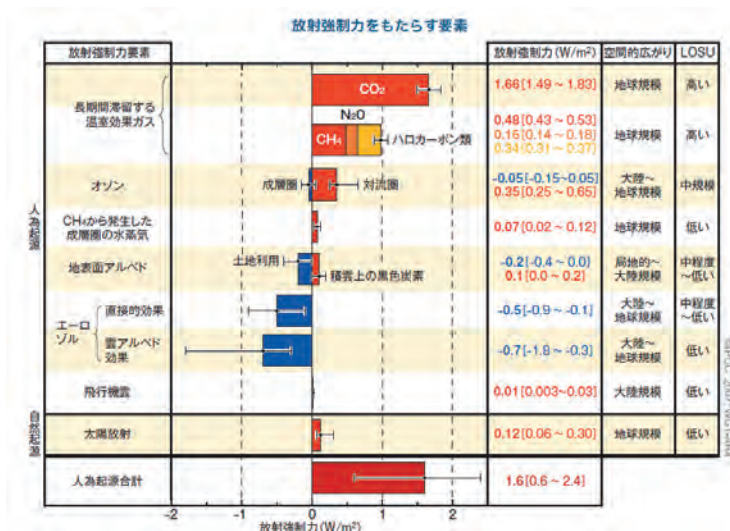 放射強制力をもたらす要素
放射強制力要素 放射強制力(W/m²) 空間的広がり LOSU
人為起源
長期間滞留する
温室効果ガス
CO₂ 1.66[1.49~1.83] 地球規模 高い
N₂O
CH₄ ハロカーボン類
0.48[0.43~0.53]
0.16[0.14~0.18]
0.34[0.31~0.37]
地球規模 高い
オゾン 成層圏 対流圏
-0.05[-0.15~0.05]
0.35[0.25~0.65]
大陸~
地球規模
中規模
CH₄から発生した
成層圏の水蒸気
0.07[0.02~0.12] 地球規模 低い
地表面アルベド 土地利用
積雲上の黒色炭素
-0.2[-0.4~0.0]
0.1[0.0~0.2]
局地的~
大陸規模
中程度
~低い
エーロ
ゾル
直接的効果 -0.5[-0.9~-0.1]
大陸~
地球規模
中程度
~低い
雲アルベド
効果
-0.7[-1.8~-0.3]
大陸~
地球規模
低い
飛行機雲 0.01[0.003~0.03] 大陸規模 低い
自然起源
太陽放射 0.12[0.06~0.30] 地球規模 低い
人為起源合計 1.6[0.6~2.4]
-2 -1 0 1 2
放射強制力(W/m²)